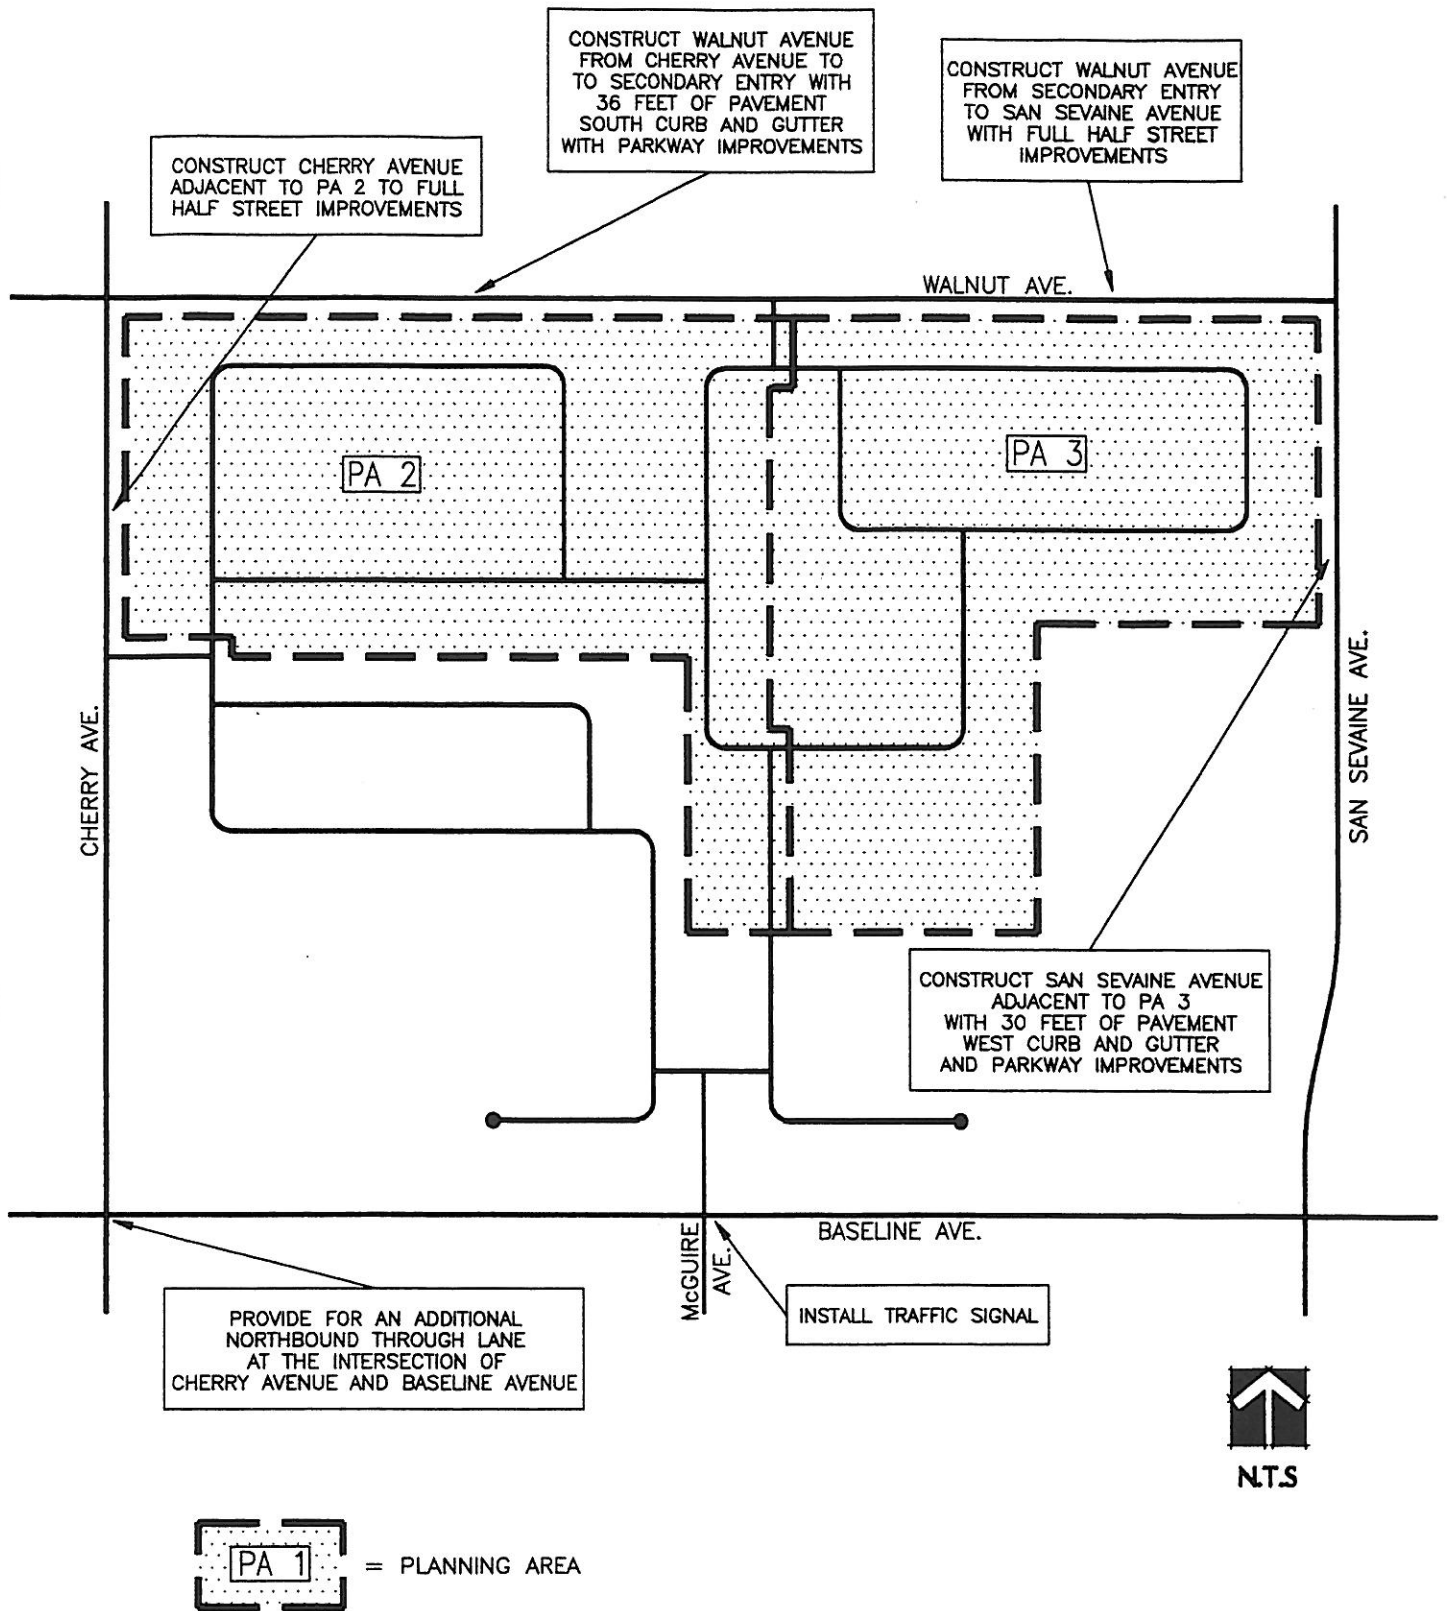 CONSTRUCT WALNUT AVENUE
FROM CHERRY AVENUE TO
TO SECONDARY ENTRY WITH
36 FEET OF PAVEMENT
SOUTH CURB AND GUTTER
WITH PARKWAY IMPROVEMENTS
CONSTRUCT WALNUT AVENUE
FROM SECONDARY ENTRY
TO SAN SEVAINE AVENUE
WITH FULL HALF STREET
IMPROVEMENTS
CONSTRUCT CHERRY AVENUE
ADJACENT TO PA 2 TO FULL
HALF STREET IMPROVEMENTS
WALNUT AVE.
PA 2
PA 3
CHERRY AVE.
SAN SEVAINE AVE.
CONSTRUCT SAN SEVAINE AVENUE
ADJACENT TO PA 3
WITH 30 FEET OF PAVEMENT
WEST CURB AND GUTTER
AND PARKWAY IMPROVEMENTS
BASELINE AVE.
McGUIRE
AVE.
PROVIDE FOR AN ADDITIONAL
NORTHBOUND THROUGH LANE
AT THE INTERSECTION OF
CHERRY AVENUE AND BASELINE AVENUE
INSTALL TRAFFIC SIGNAL
N.T.S
PA 1 = PLANNING AREA